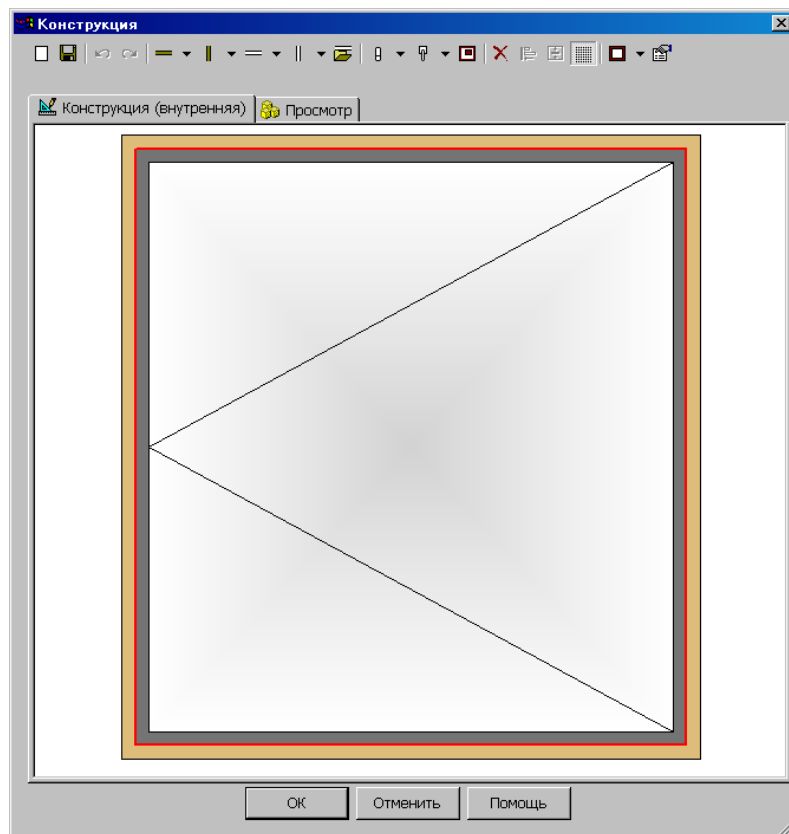 Конструкция
Конструкция (внутренняя)
Просмотр
ОК
Отменить
Помощь